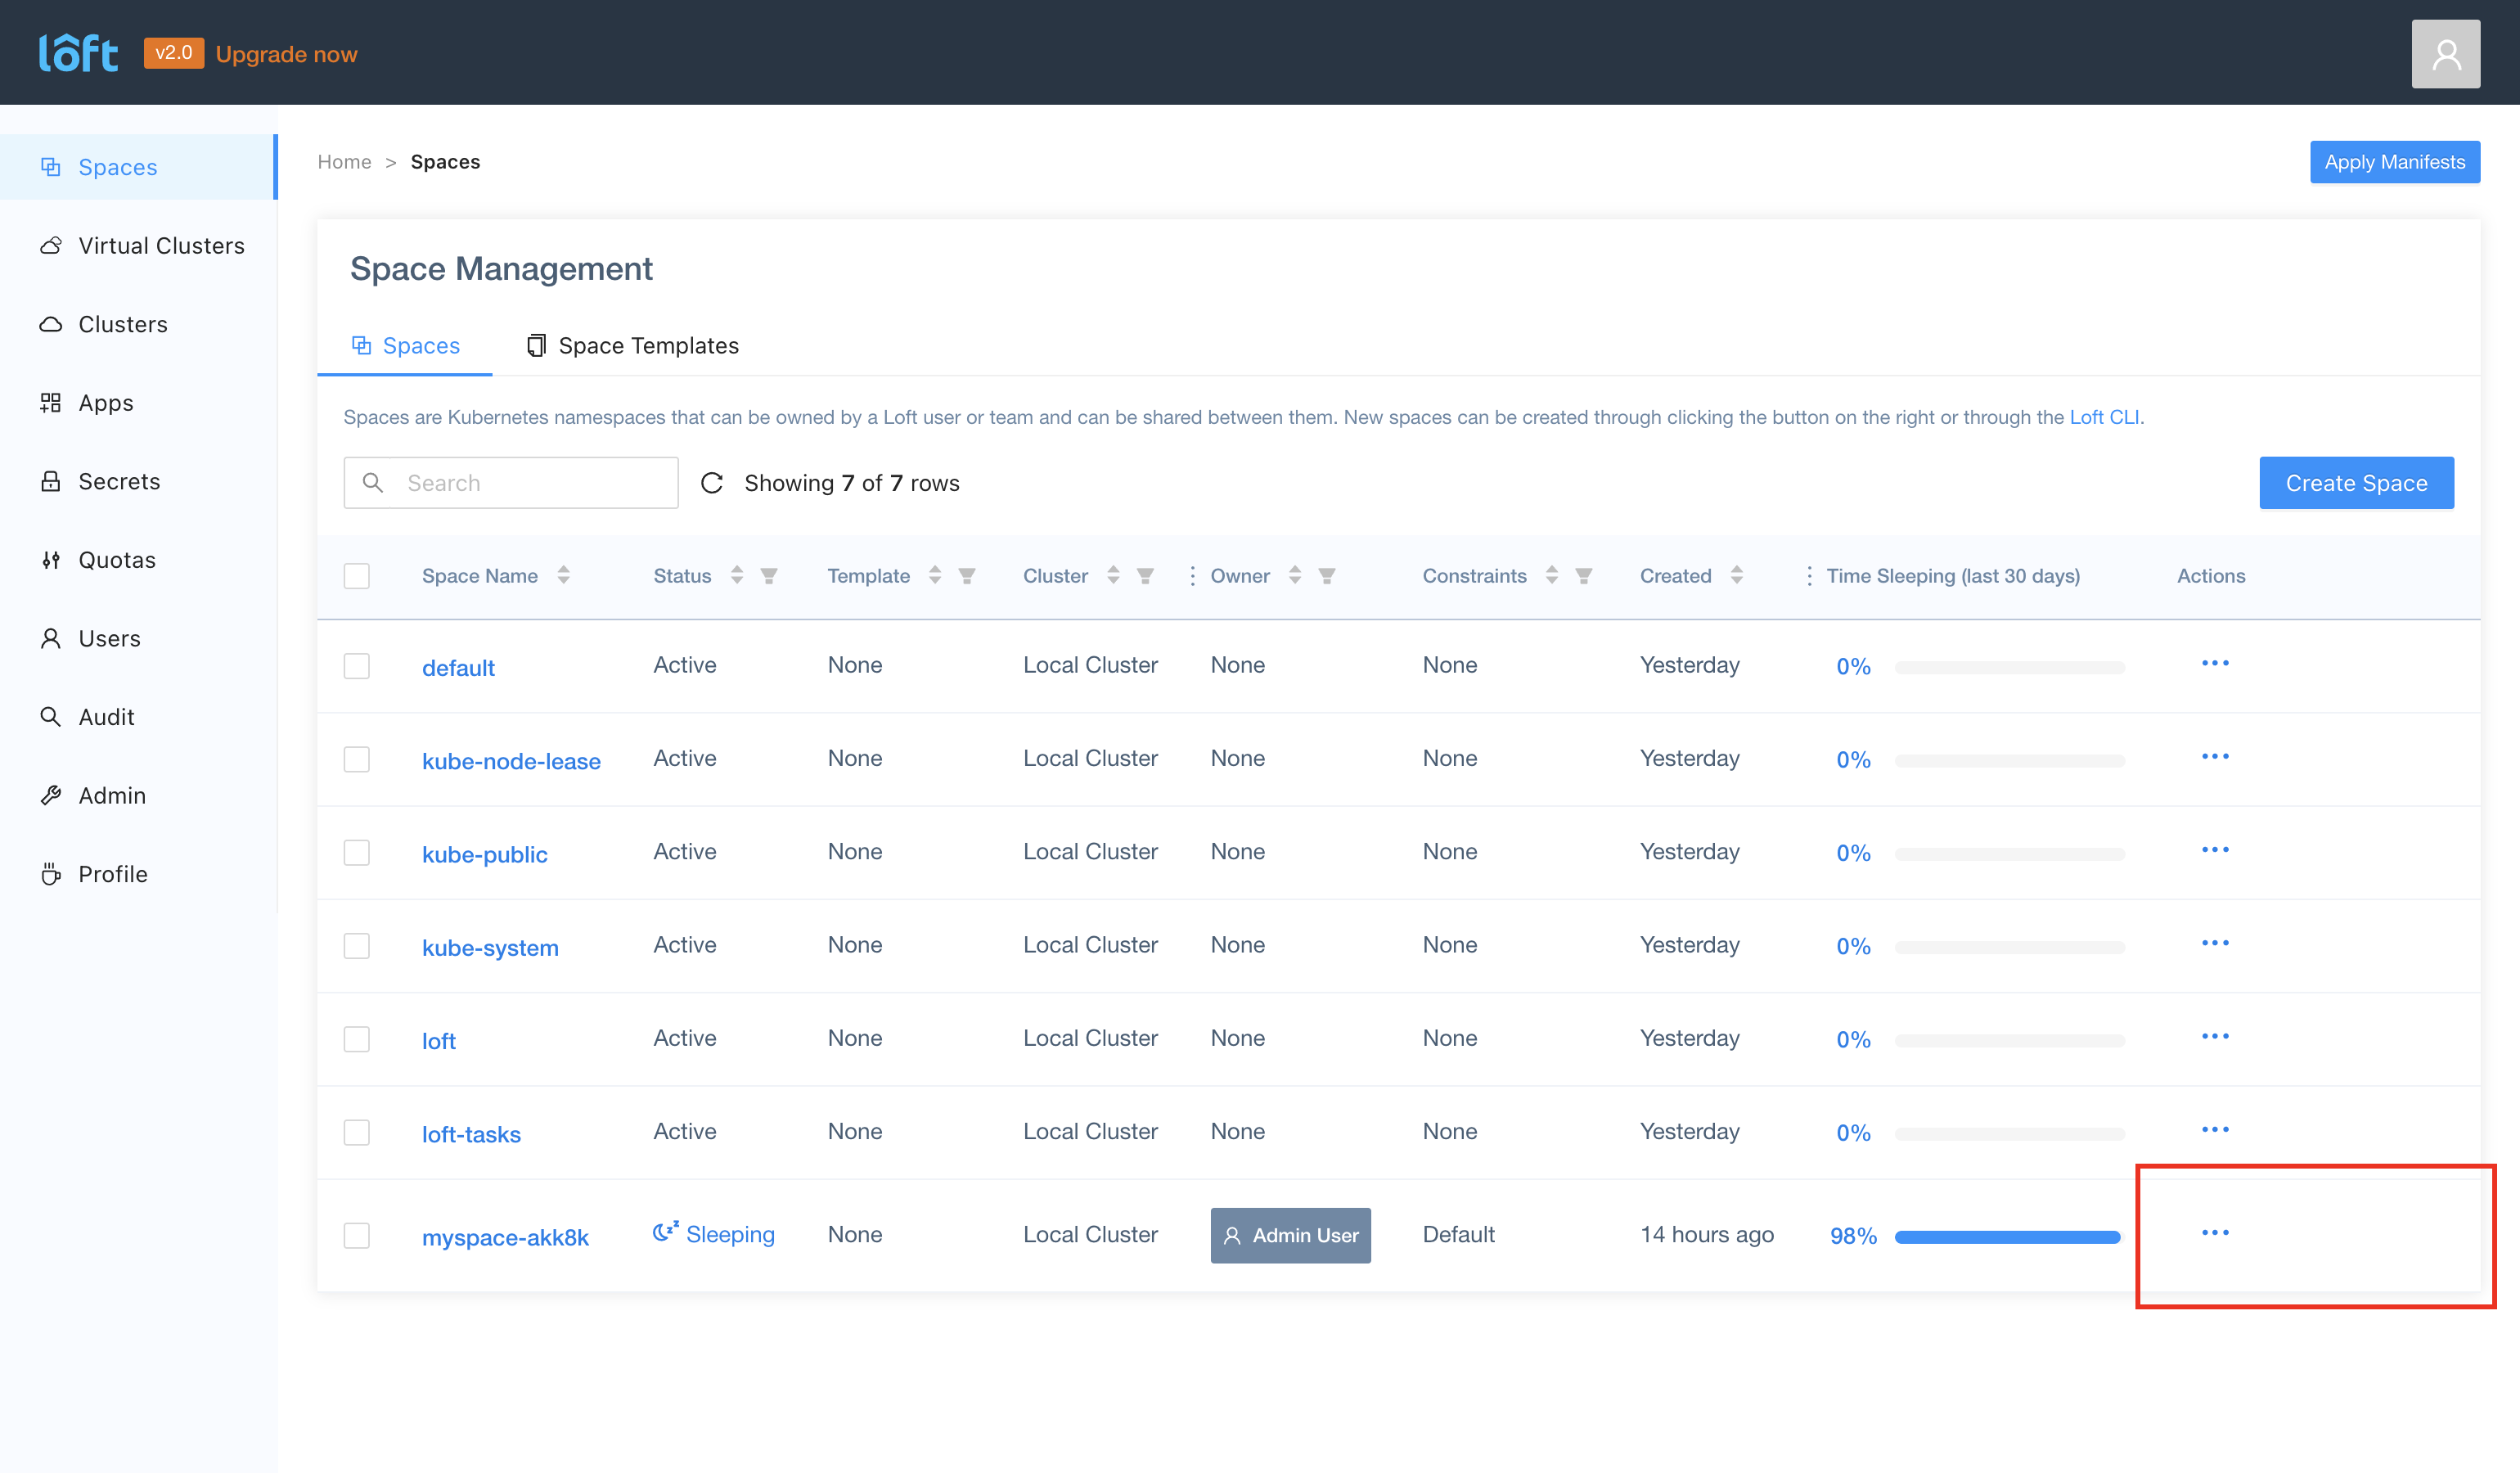 lôft v2.0 Upgrade now
Spaces
Virtual Clusters
Clusters
Apps
Secrets
Quotas
Users
Audit
Admin
Profile
Home > Spaces
Apply Manifests
Space Management
Spaces Space Templates
Spaces are Kubernetes namespaces that can be owned by a Loft user or team and can be shared between them. New spaces can be created through clicking the button on the right or through the Loft CLI.
Search Showing 7 of 7 rows Create Space
Space Name Status Template Cluster Owner Constraints Created Time Sleeping (last 30 days) Actions
default Active None Local Cluster None None Yesterday 0%
kube-node-lease Active None Local Cluster None None Yesterday 0%
kube-public Active None Local Cluster None None Yesterday 0%
kube-system Active None Local Cluster None None Yesterday 0%
loft Active None Local Cluster None None Yesterday 0%
loft-tasks Active None Local Cluster None None Yesterday 0%
myspace-akk8k Sleeping None Local Cluster Admin User Default 14 hours ago 98%